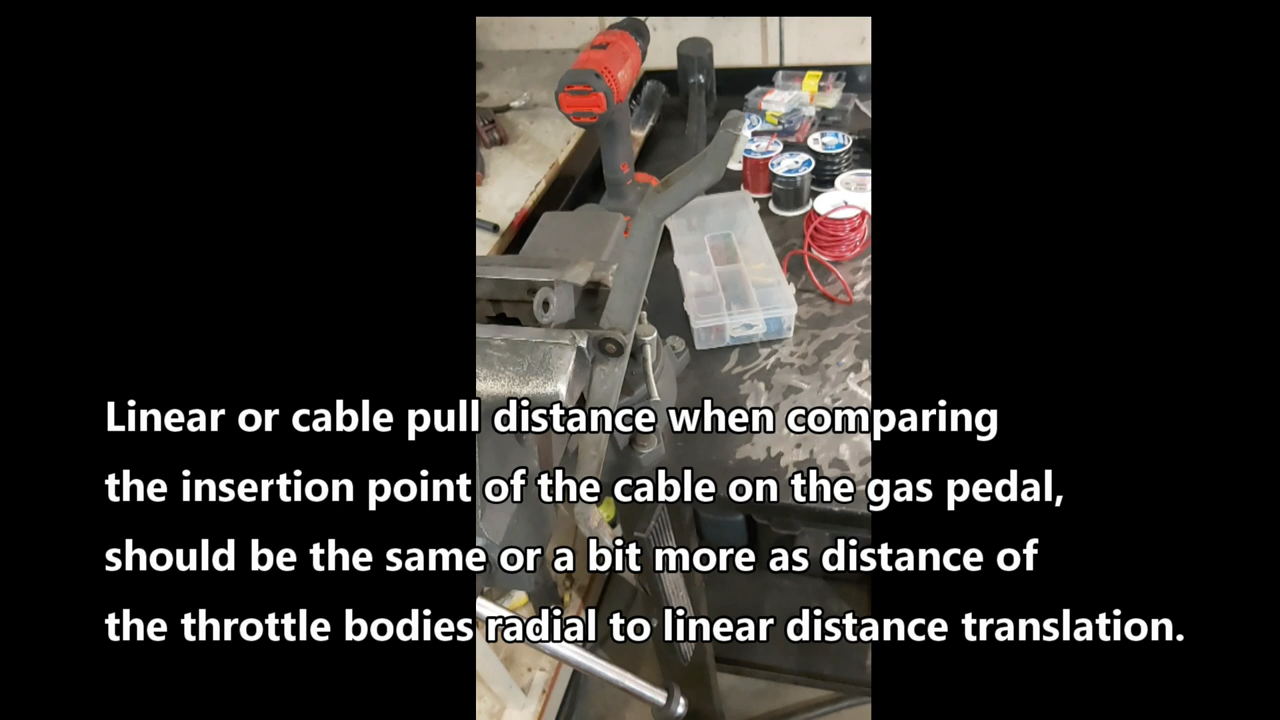 Linear or cable pull distance when comparing
the insertion point of the cable on the gas pedal,
should be the same or a bit more as distance of
the throttle bodies radial to linear distance translation.